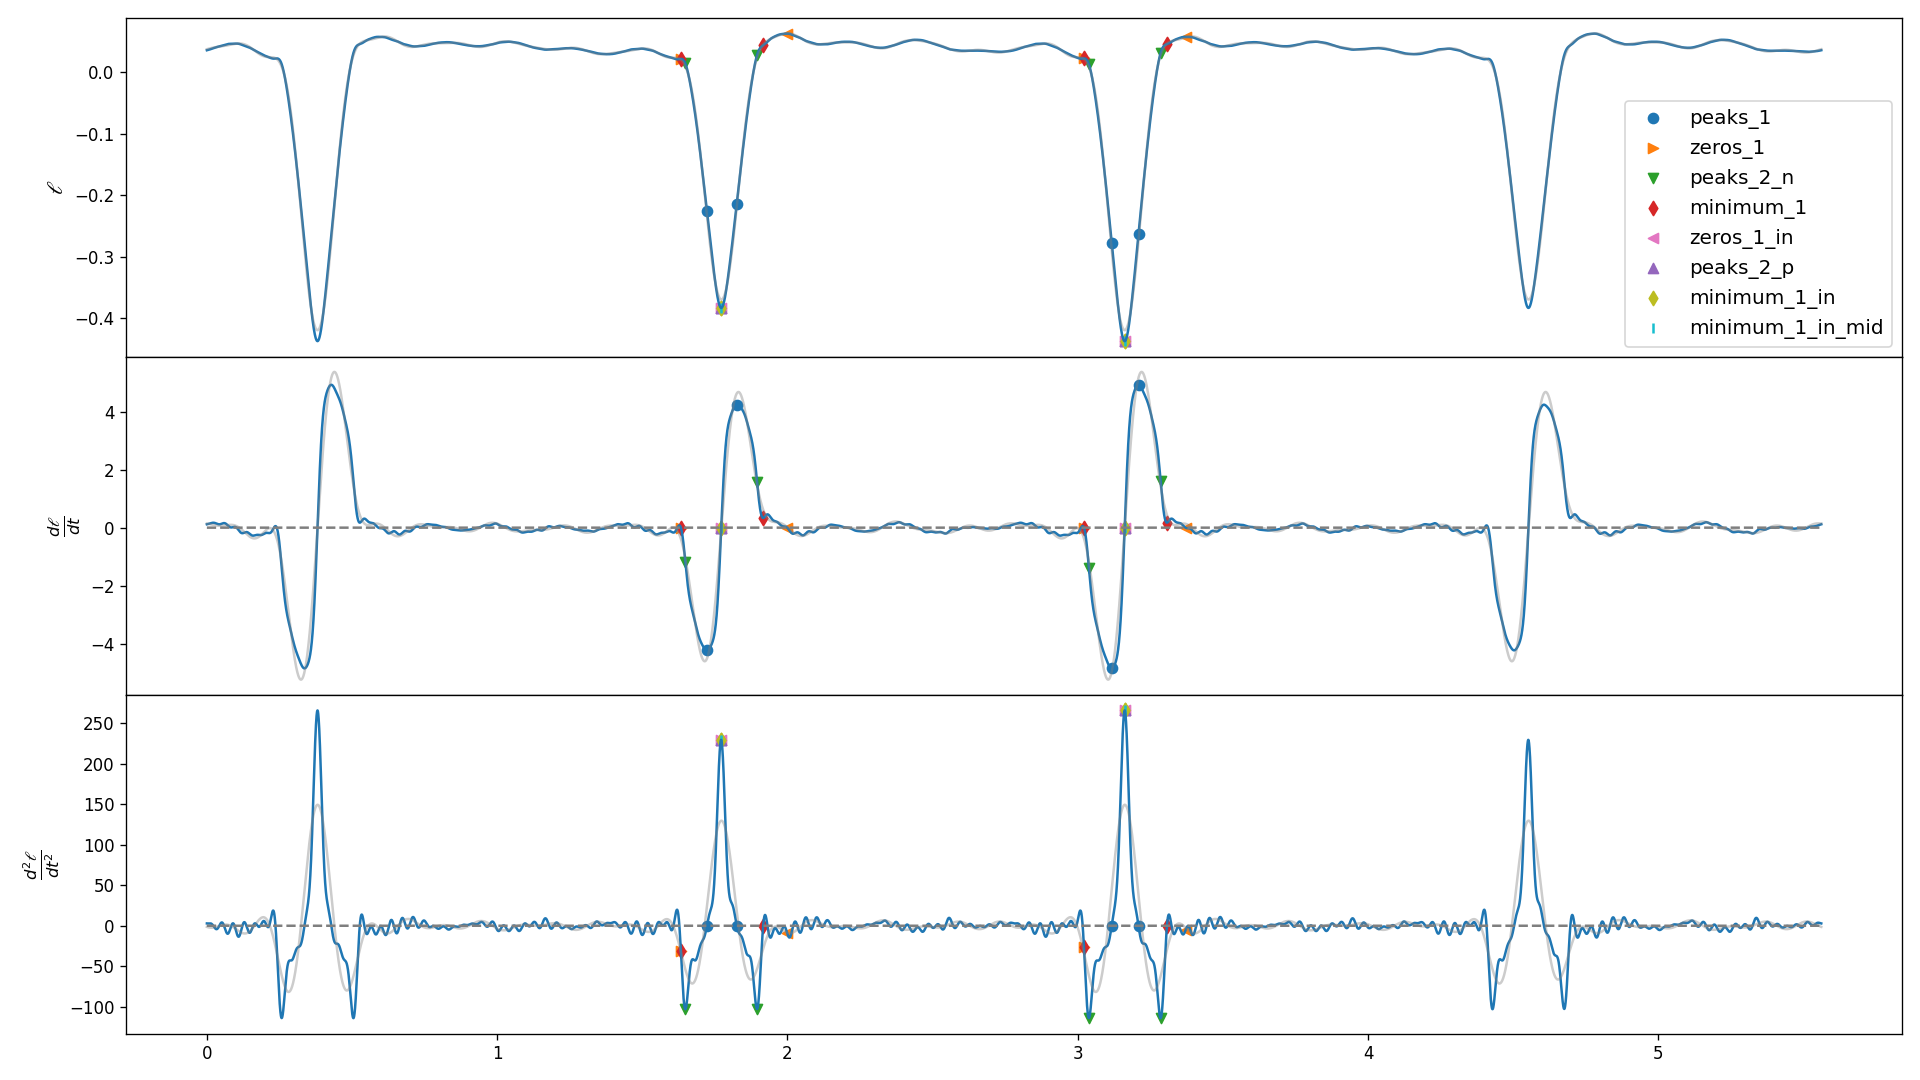 0.0
−0.1
−0.2
−0.3
−0.4
ℓ
peaks_1
zeros_1
peaks_2_n
minimum_1
zeros_1_in
peaks_2_p
minimum_1_in
minimum_1_in_mid
4
2
0
−2
−4
dℓ
dt
250
200
150
100
50
0
−50
−100
d²ℓ
dt²
0 1 2 3 4 5